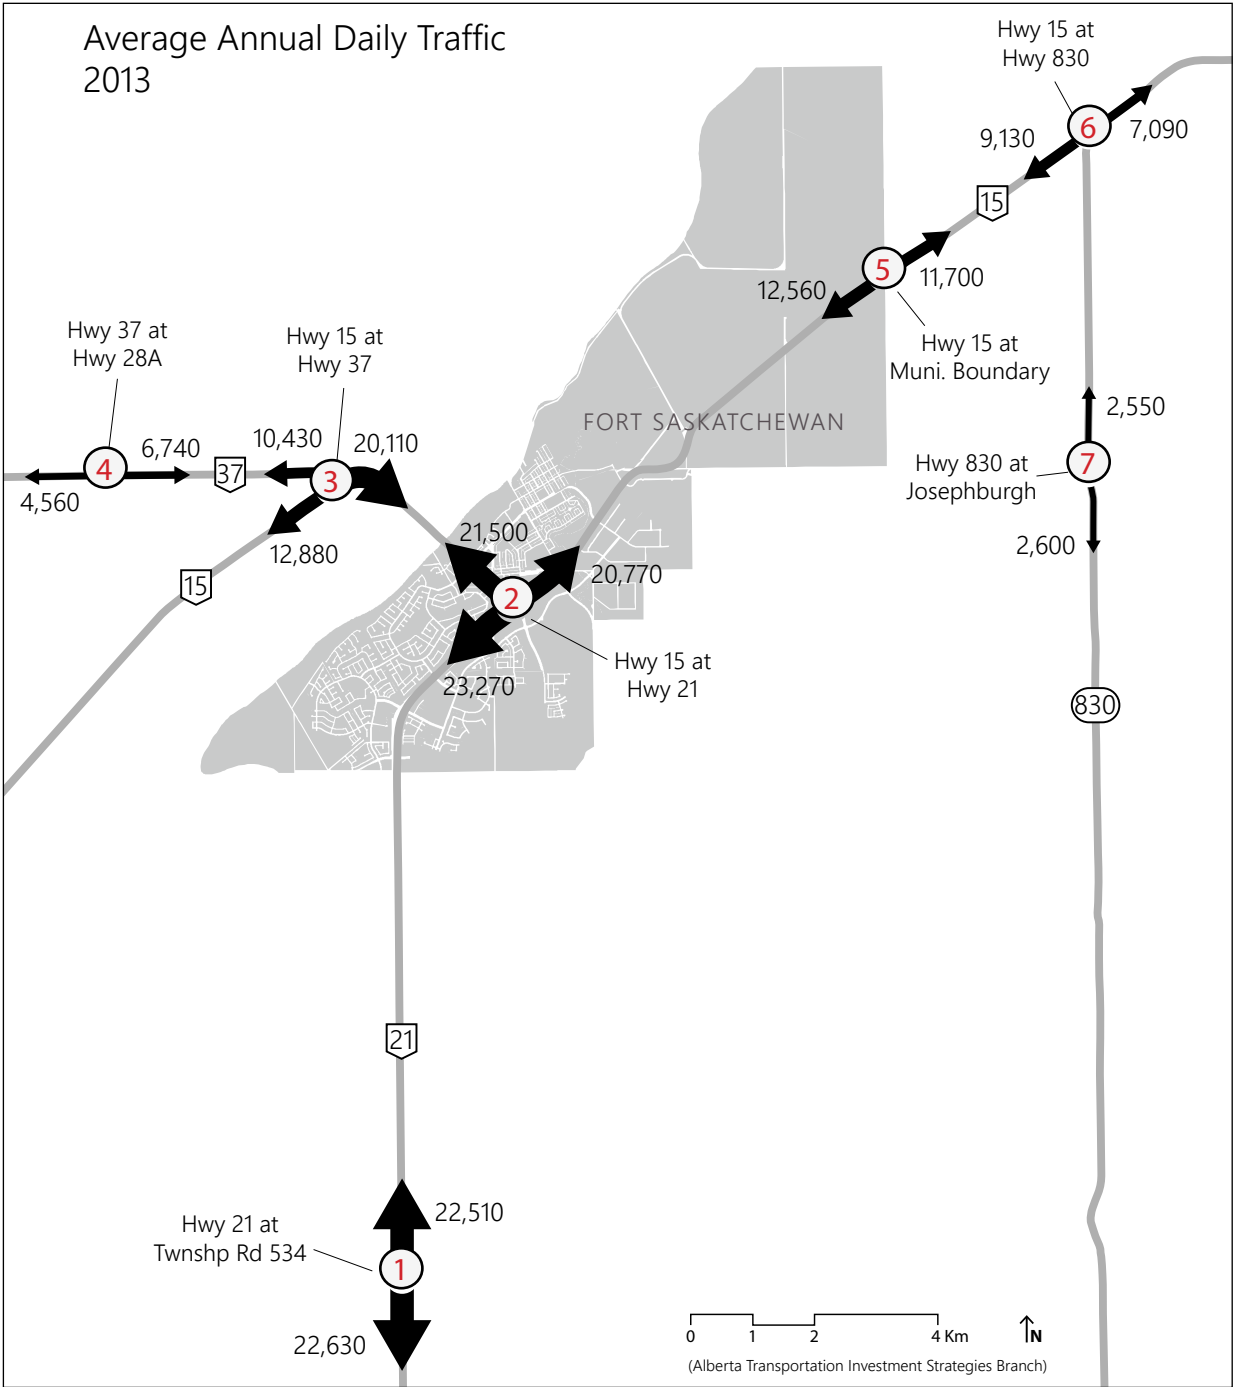 Average Annual Daily Traffic
2013
Hwy 15 at
Hwy 830
6
7,090
9,130
15
5
11,700
12,560
Hwy 15 at
Muni. Boundary
Hwy 37 at
Hwy 28A
Hwy 15 at
Hwy 37
4
6,740
4,560
37
10,430
20,110
3
12,880
15
FORT SASKATCHEWAN
2,550
Hwy 830 at
Josephburgh
7
2,600
21,500
20,770
2
23,270
Hwy 15 at
Hwy 21
830
21
22,510
Hwy 21 at
Twnshp Rd 534
1
22,630
0 1 2 4 Km
N
(Alberta Transportation Investment Strategies Branch)